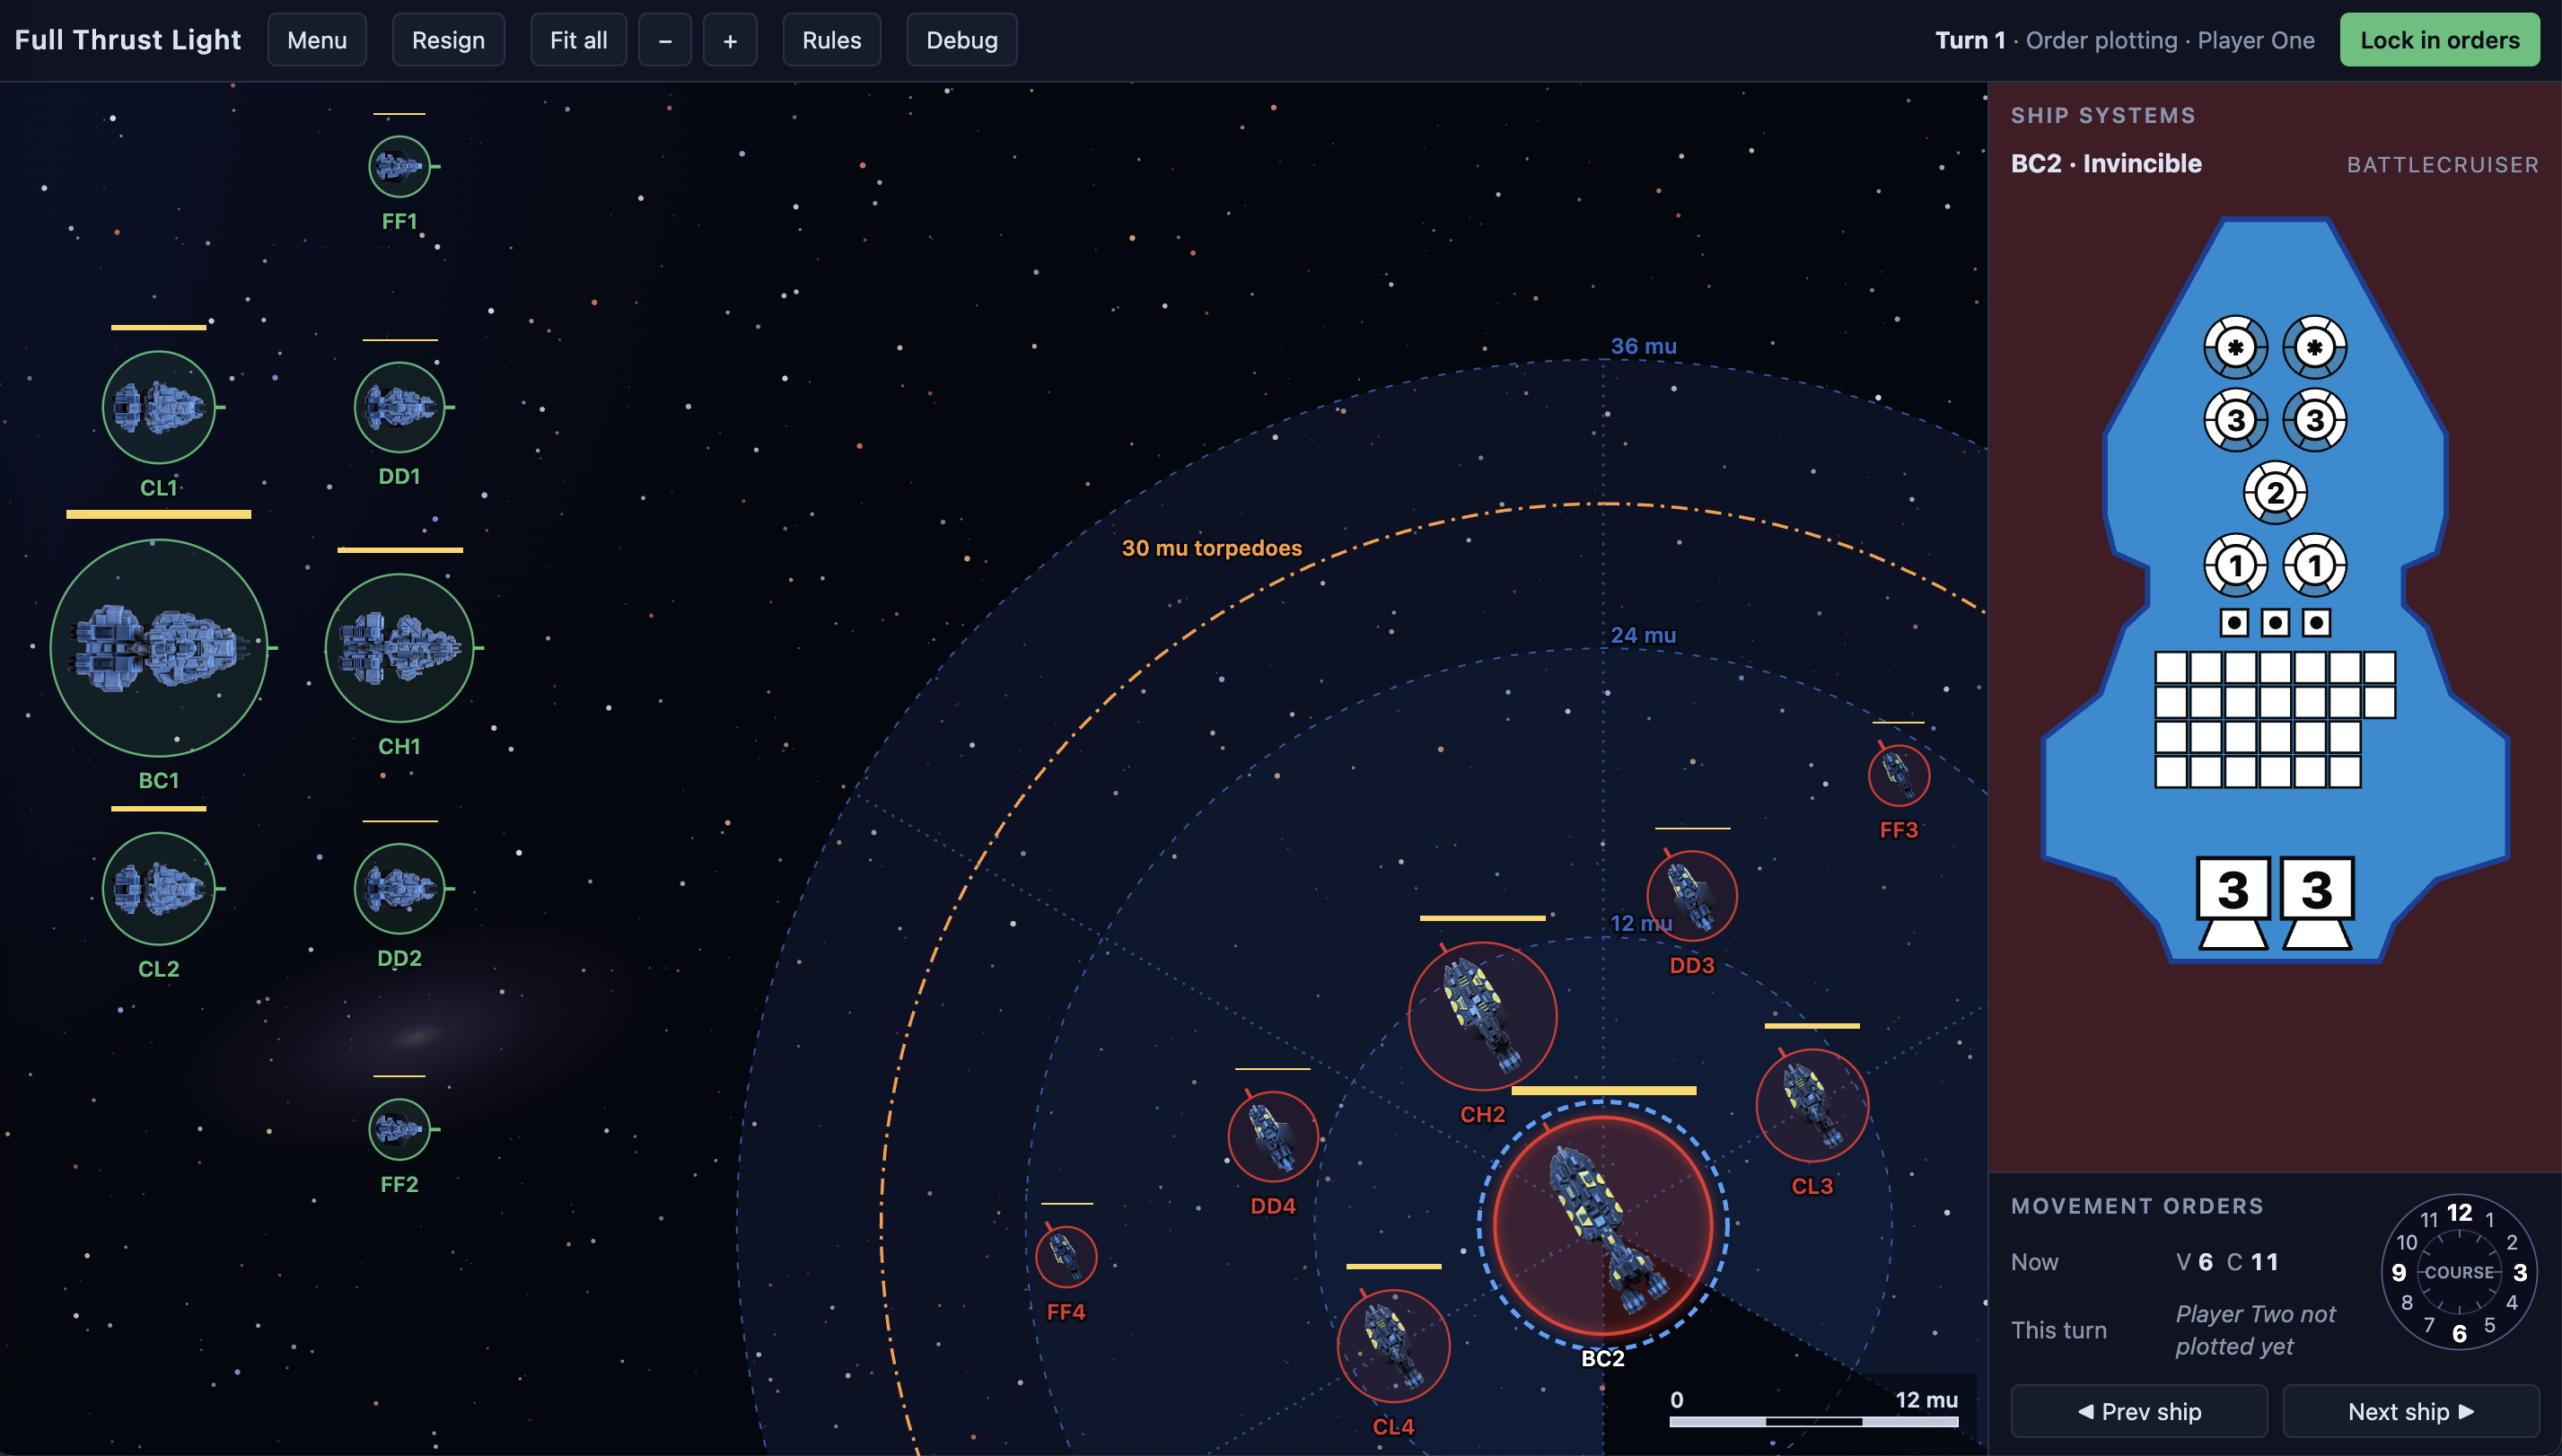 Full Thrust Light
Menu
Resign
Fit all
–
+
Rules
Debug
Turn 1 · Order plotting · Player One
Lock in orders
FF1
CL1
DD1
BC1
CH1
CL2
DD2
FF2
36 mu
30 mu torpedoes
24 mu
12 mu
FF3
DD3
CH2
CL3
DD4
FF4
BC2
CL4
0 12 mu
SHIP SYSTEMS
BC2 · Invincible
BATTLECRUISER
* *
3 3
2
1 1
3 3
MOVEMENT ORDERS
Now V 6 C 11
This turn Player Two not
plotted yet
12
1
2
3
4
5
6
7
8
9
10
11
COURSE
◀ Prev ship
Next ship ▶